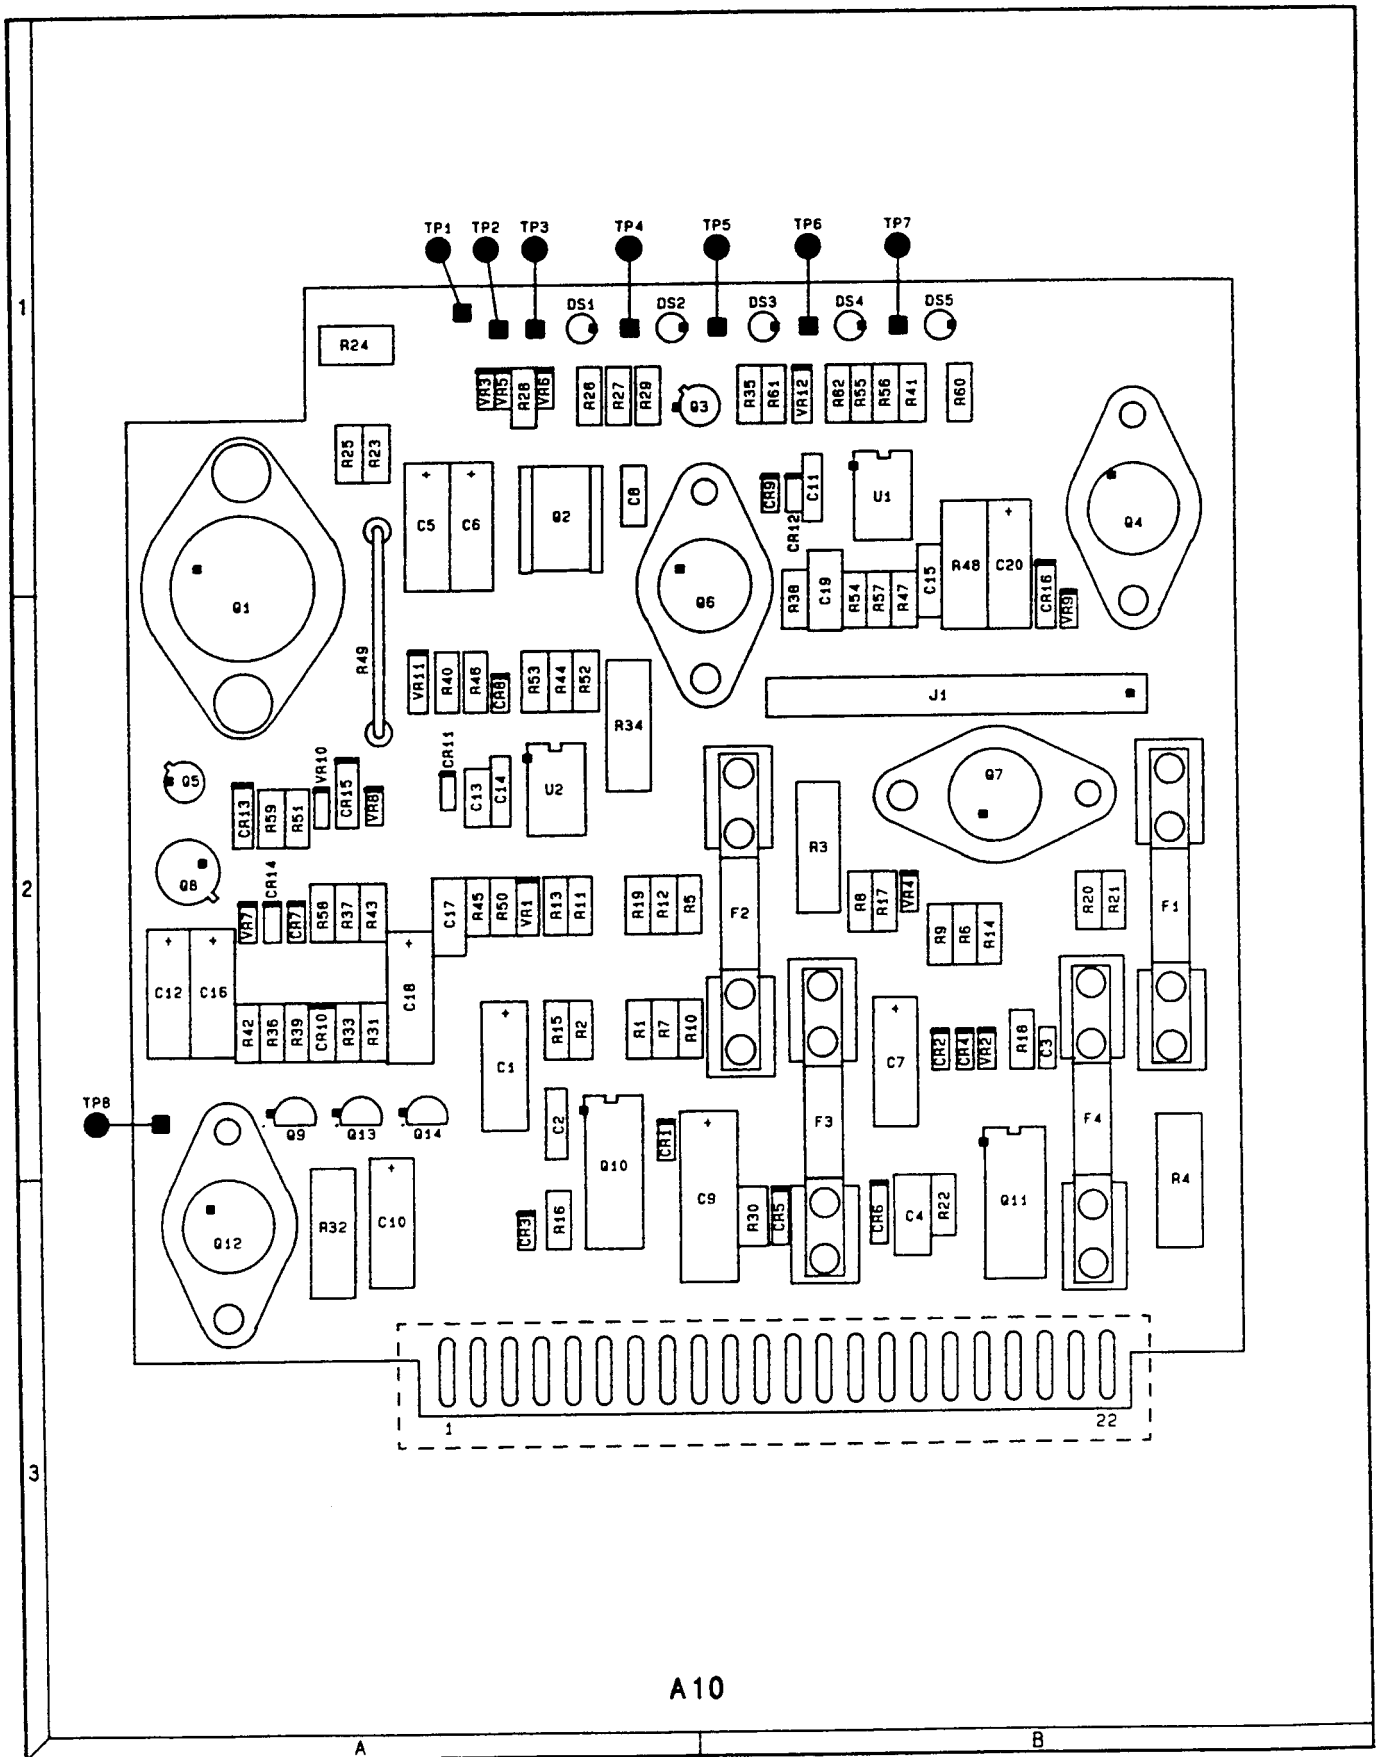 TP1 TP2 TP3 TP4 TP5 TP6 TP7
1
DS1 DS2 DS3 DS4 DS5
R24
VR3 VR5 R28 VR6 R26 R27 R29 Q3 R35 R61 VR12 R62 R55 R56 R41 R60
R25 R23
C5 C6 Q2 C8 CR9 CR12 C11 U1 Q4
Q1 Q6 R38 C19 R54 R57 R47 C15 R48 C20 CR16 VR9
R49 VR11 R40 R46 CR8 R53 R44 R52 R34 J1
Q5 CR13 R59 R51 VR10 CR15 VR8 CR11 C13 C14 U2 Q7
R3
2
Q8 VR7 CR14 CR7 R58 R37 R43 C17 R45 R50 VR1 R13 R11 R19 R12 R5 F2 R8 R17 VR4 R9 R6 R14 R20 R21 F1
C12 C16 C18
R42 R36 R39 CR10 R33 R31 C1 R15 R2 R1 R7 R10 C7 CR2 CR4 VR2 R18 C3
TP8
Q9 Q13 Q14 C2 Q10 CR1 F3 F4
Q12 R32 C10 CR3 R16 C9 R30 CR5 CR6 C4 R22 Q11 R4
1 22
3
A10
A B